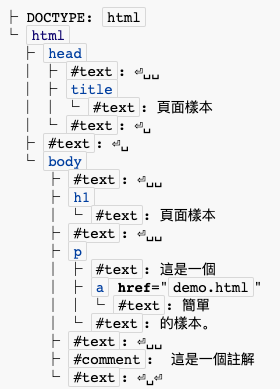 ├ DOCTYPE: html
└ html
├ head
│ ├ #text: ⏎␣␣
│ ├ title
│ │ └ #text: 頁面樣本
│ └ #text: ⏎␣
├ #text: ⏎␣
└ body
├ #text: ⏎␣␣
├ h1
│ └ #text: 頁面樣本
├ #text: ⏎␣␣
├ p
│ ├ #text: 這是一個
│ ├ a href="demo.html"
│ │ └ #text: 簡單
│ └ #text: 的樣本。
├ #text: ⏎␣␣
├ #comment: 這是一個註解
└ #text: ⏎␣⏎